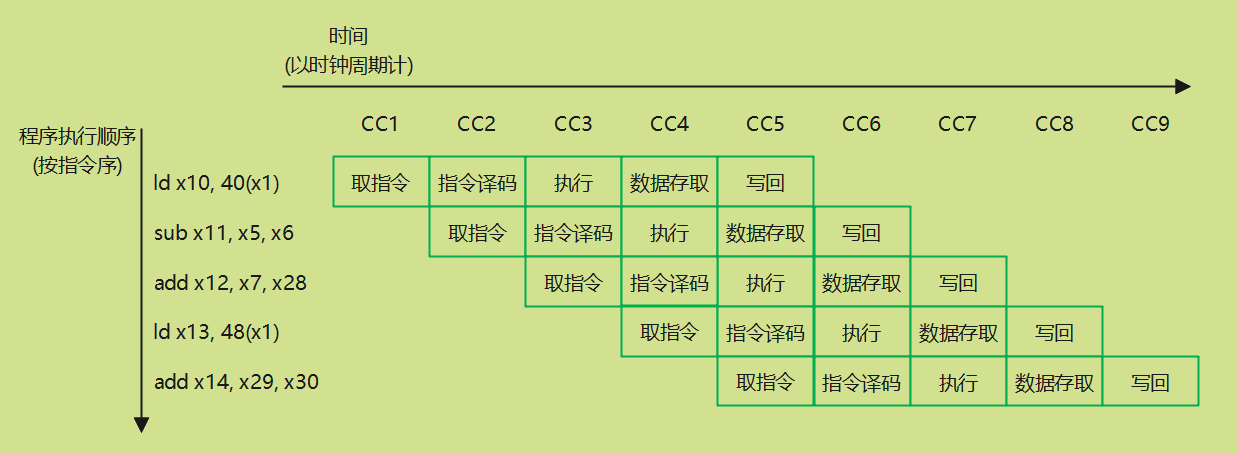 时间
(以时钟周期计)
程序执行顺序
(按指令序)
CC1 CC2 CC3 CC4 CC5 CC6 CC7 CC8 CC9
ld x10, 40(x1) 取指令 指令译码 执行 数据存取 写回
sub x11, x5, x6 取指令 指令译码 执行 数据存取 写回
add x12, x7, x28 取指令 指令译码 执行 数据存取 写回
ld x13, 48(x1) 取指令 指令译码 执行 数据存取 写回
add x14, x29, x30 取指令 指令译码 执行 数据存取 写回